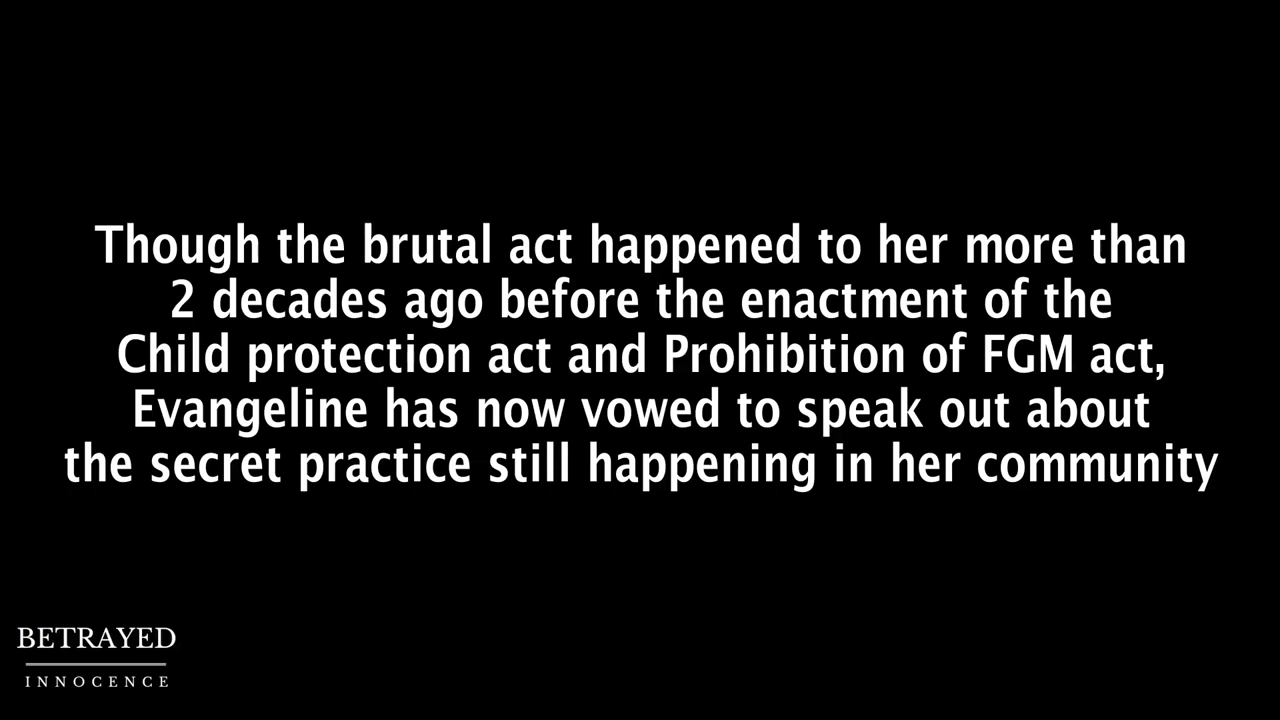 Though the brutal act happened to her more than
2 decades ago before the enactment of the
Child protection act and Prohibition of FGM act,
Evangeline has now vowed to speak out about
the secret practice still happening in her community
BETRAYED
INNOCENCE